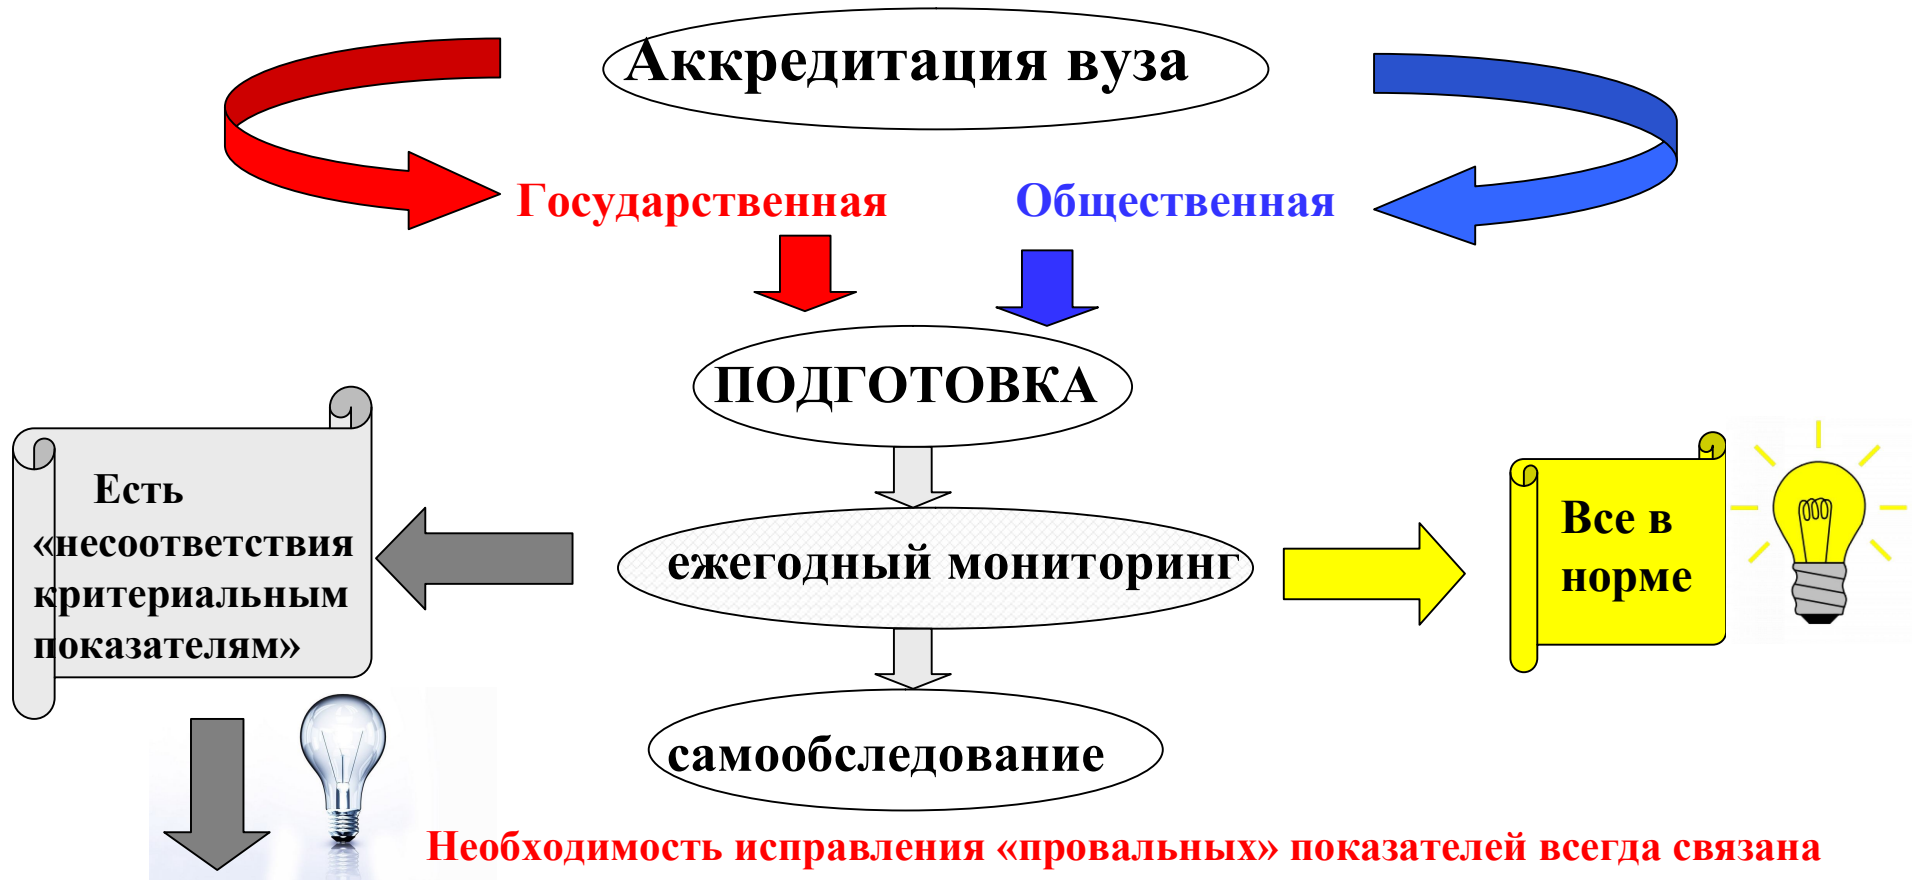 Аккредитация вуза
Государственная
Общественная
ПОДГОТОВКА
Есть
«несоответствия
критериальным
показателям»
ежегодный мониторинг
Все в
норме
самообследование
Необходимость исправления «провальных» показателей всегда связана